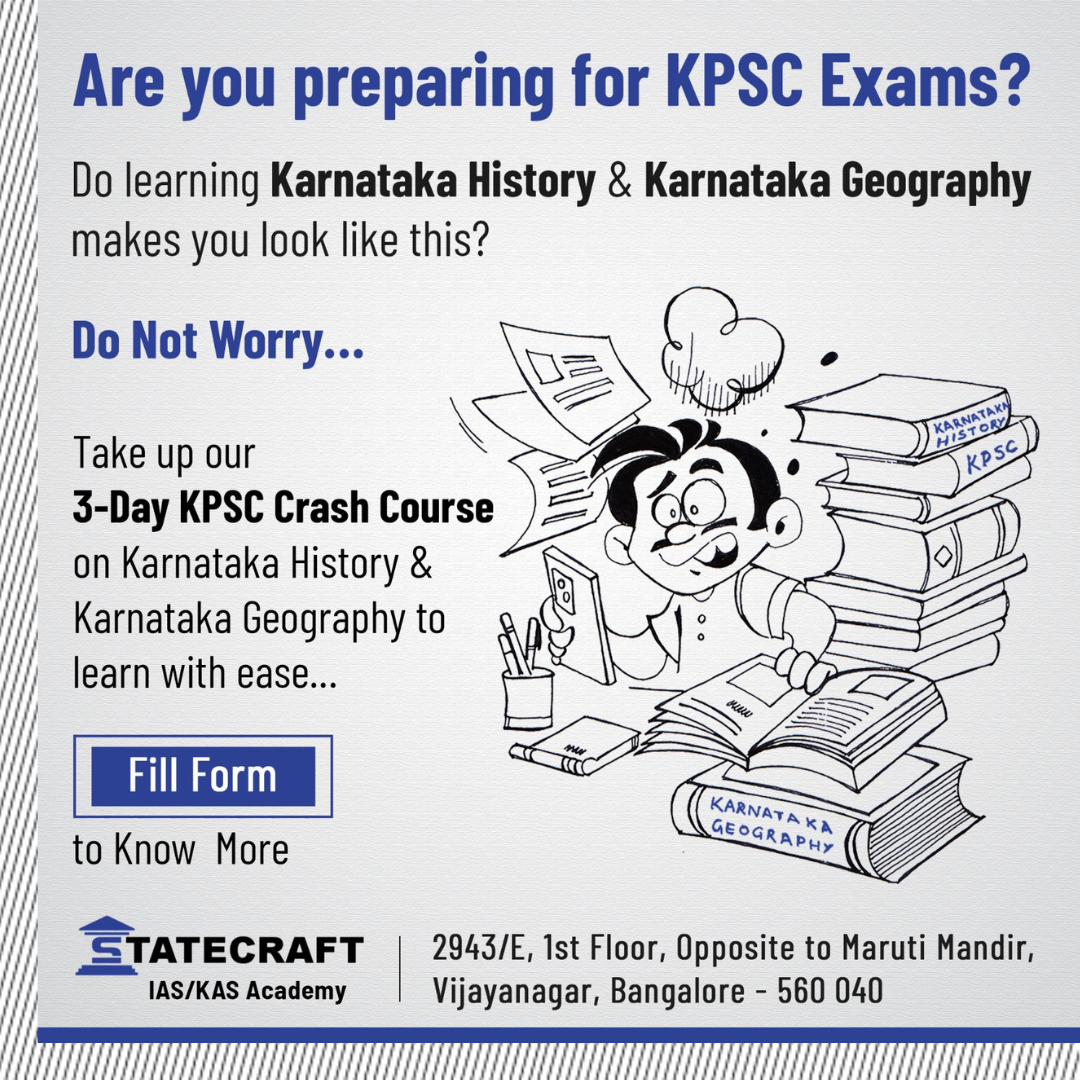 Are you preparing for KPSC Exams?
Do learning Karnataka History & Karnataka Geography
makes you look like this?
Do Not Worry...
Take up our
3-Day KPSC Crash Course
on Karnataka History &
Karnataka Geography to
learn with ease...
KARNATAKA
HISTORY
KPSC
KARNATAKA
GEOGRAPHY
Fill Form
to Know More
STATECRAFT
IAS/KAS Academy
2943/E, 1st Floor, Opposite to Maruti Mandir,
Vijayanagar, Bangalore - 560 040